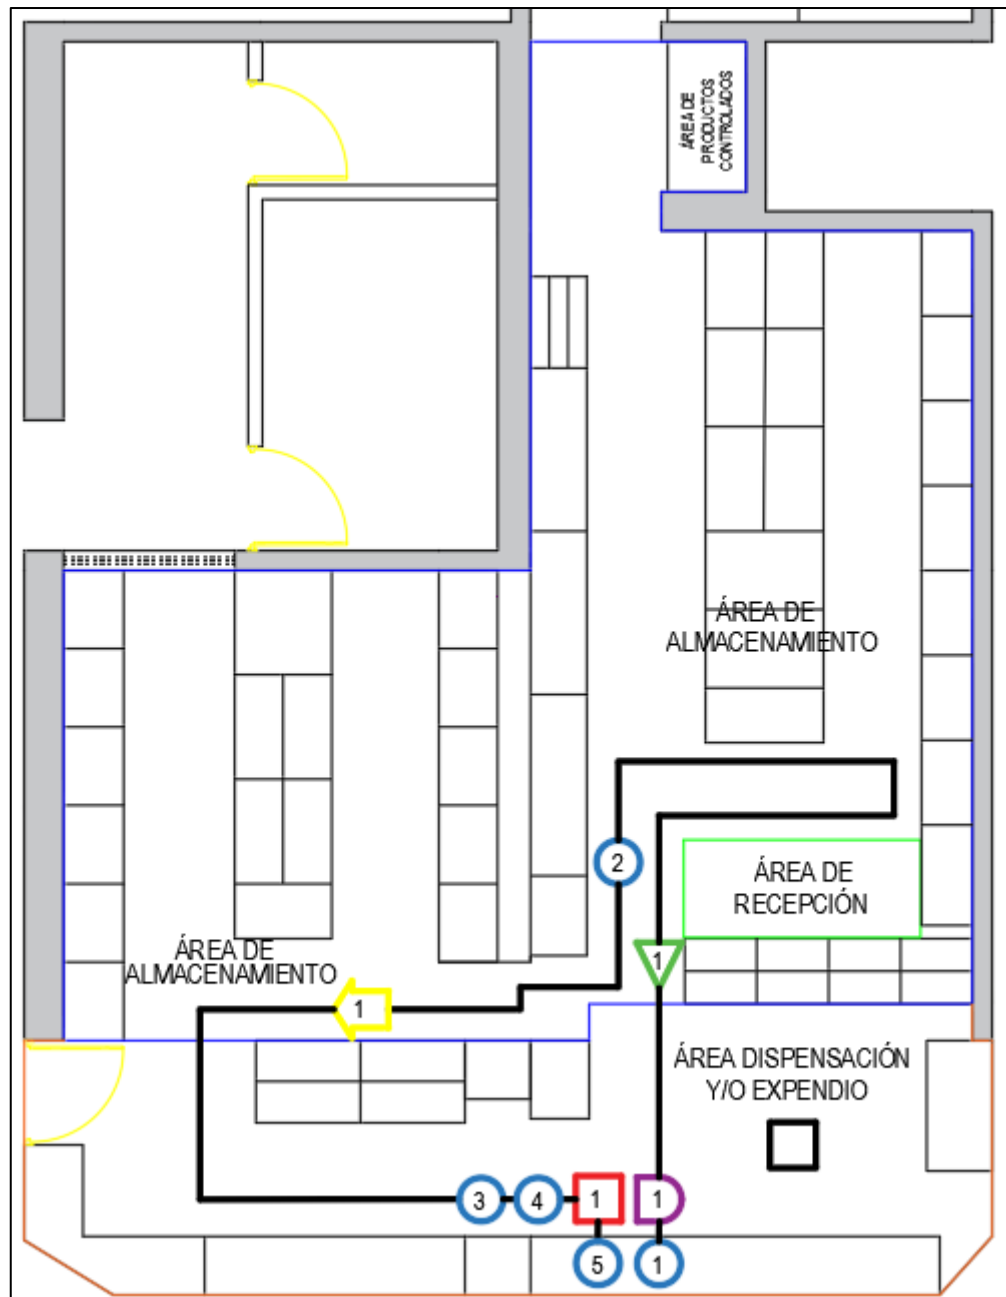 ÁREA DE
PRODUCTOS
CONTROLADOS
ÁREA DE
ALMACENAMIENTO
2
ÁREA DE
RECEPCIÓN
ÁREA DE
ALMACENAMIENTO
1
1
ÁREA DISPENSACIÓN
Y/O EXPENDIO
3
4
1
1
5
1